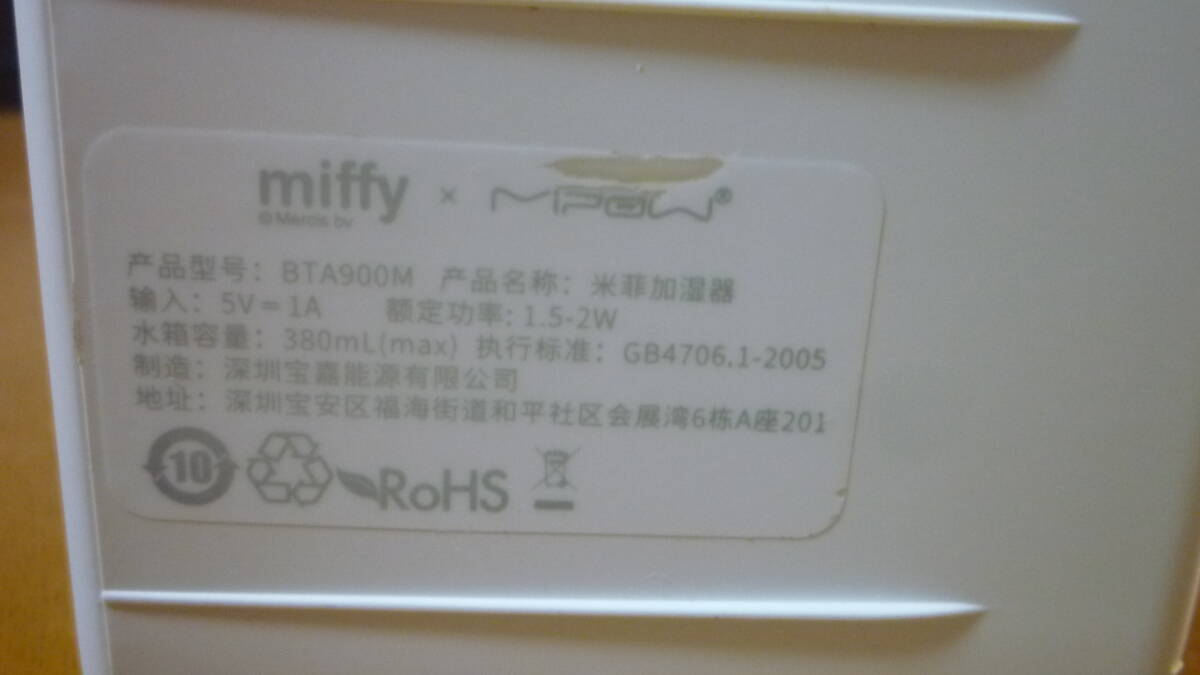 miffy × MPOW®
© Mercis bv
产品型号：BTA900M 产品名称：米菲加湿器
输入：5V=1A 额定功率：1.5-2W
水箱容量：380mL(max) 执行标准：GB4706.1-2005
制造：深圳宝嘉能源有限公司
地址：深圳宝安区福海街道和平社区会展湾6栋A座201
10 RoHS